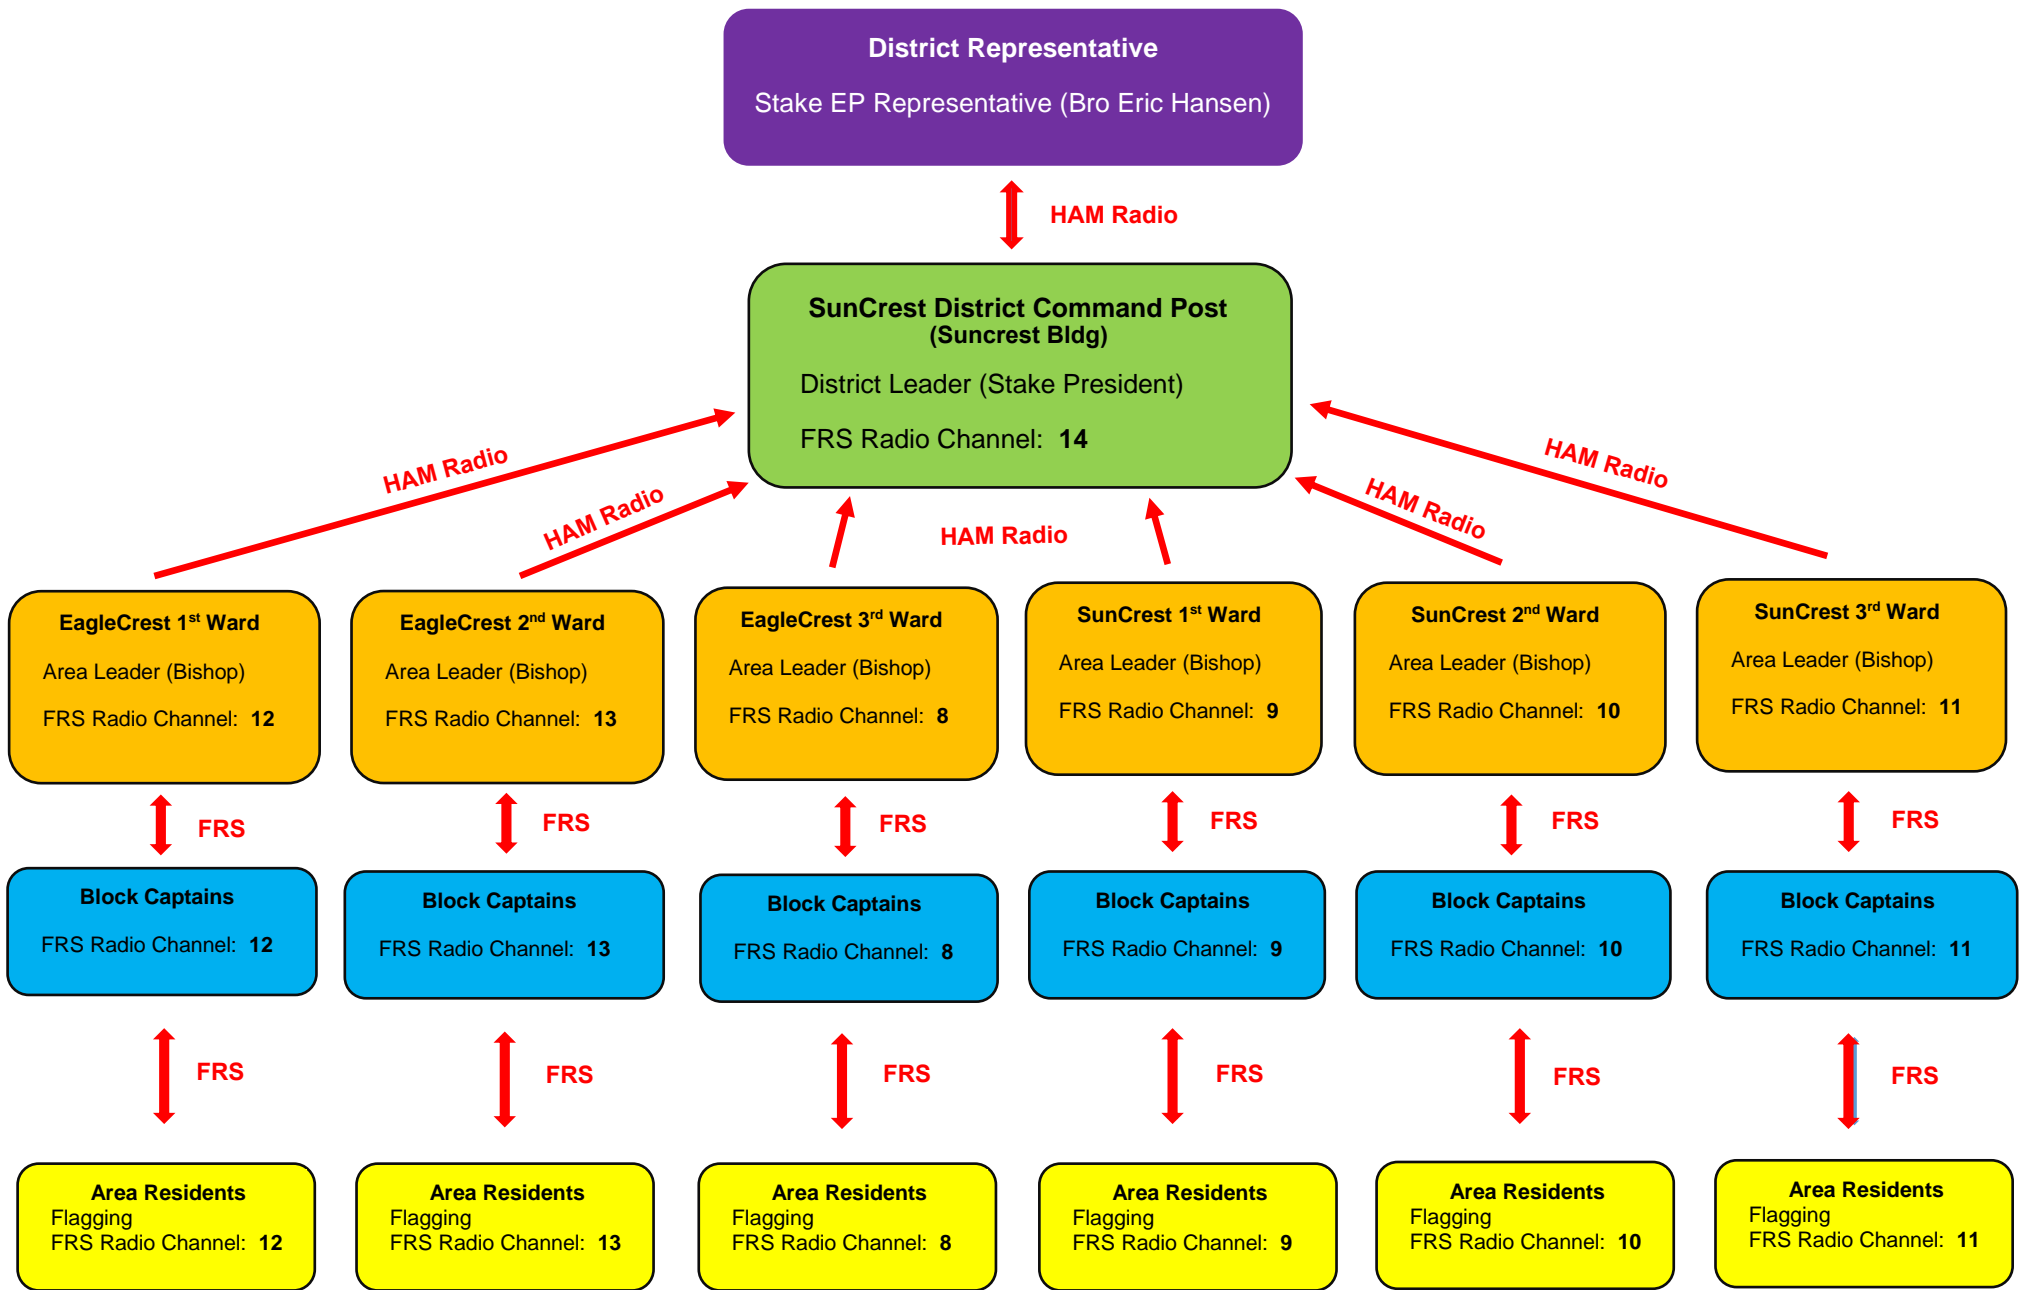 District Representative
Stake EP Representative (Bro Eric Hansen)
HAM Radio
SunCrest District Command Post
(Suncrest Bldg)
District Leader (Stake President)
FRS Radio Channel: 14
HAM Radio
HAM Radio
HAM Radio
HAM Radio
HAM Radio
EagleCrest 1st Ward
Area Leader (Bishop)
FRS Radio Channel: 12
EagleCrest 2nd Ward
Area Leader (Bishop)
FRS Radio Channel: 13
EagleCrest 3rd Ward
Area Leader (Bishop)
FRS Radio Channel: 8
SunCrest 1st Ward
Area Leader (Bishop)
FRS Radio Channel: 9
SunCrest 2nd Ward
Area Leader (Bishop)
FRS Radio Channel: 10
SunCrest 3rd Ward
Area Leader (Bishop)
FRS Radio Channel: 11
FRS
FRS
FRS
FRS
FRS
FRS
Block Captains
FRS Radio Channel: 12
Block Captains
FRS Radio Channel: 13
Block Captains
FRS Radio Channel: 8
Block Captains
FRS Radio Channel: 9
Block Captains
FRS Radio Channel: 10
Block Captains
FRS Radio Channel: 11
FRS
FRS
FRS
FRS
FRS
FRS
Area Residents
Flagging
FRS Radio Channel: 12
Area Residents
Flagging
FRS Radio Channel: 13
Area Residents
Flagging
FRS Radio Channel: 8
Area Residents
Flagging
FRS Radio Channel: 9
Area Residents
Flagging
FRS Radio Channel: 10
Area Residents
Flagging
FRS Radio Channel: 11